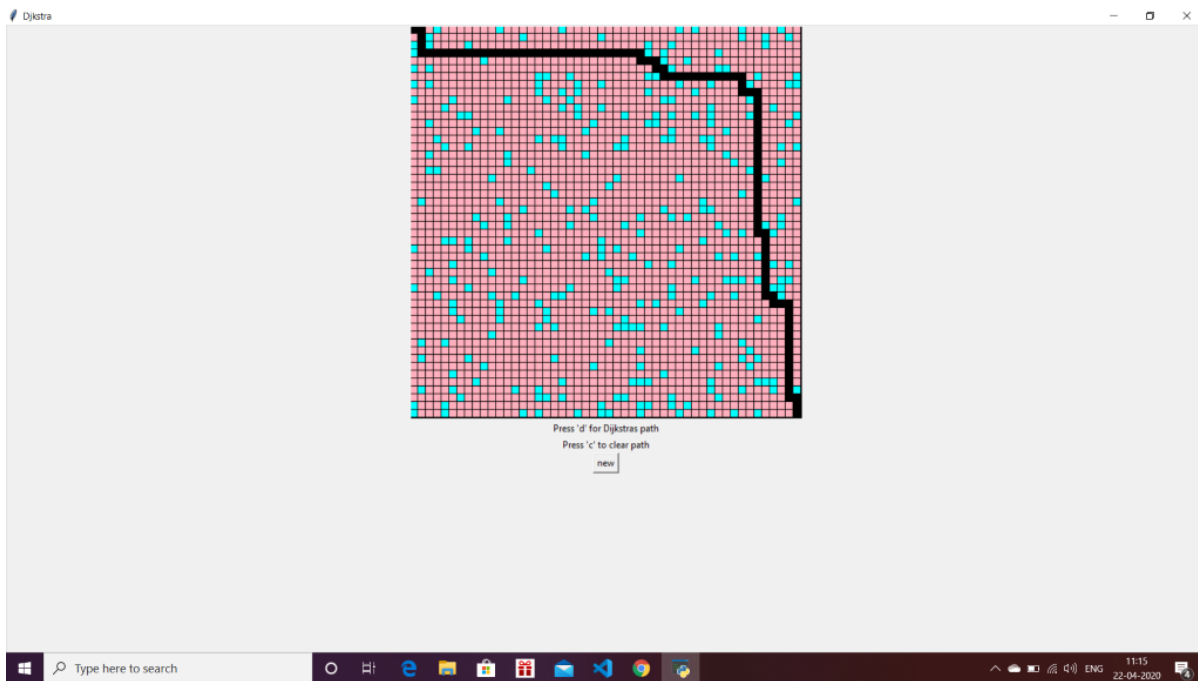 Djkstra
Press 'd' for Dijkstras path
Press 'c' to clear path
new
Type here to search
ENG
11:15
22-04-2020
4